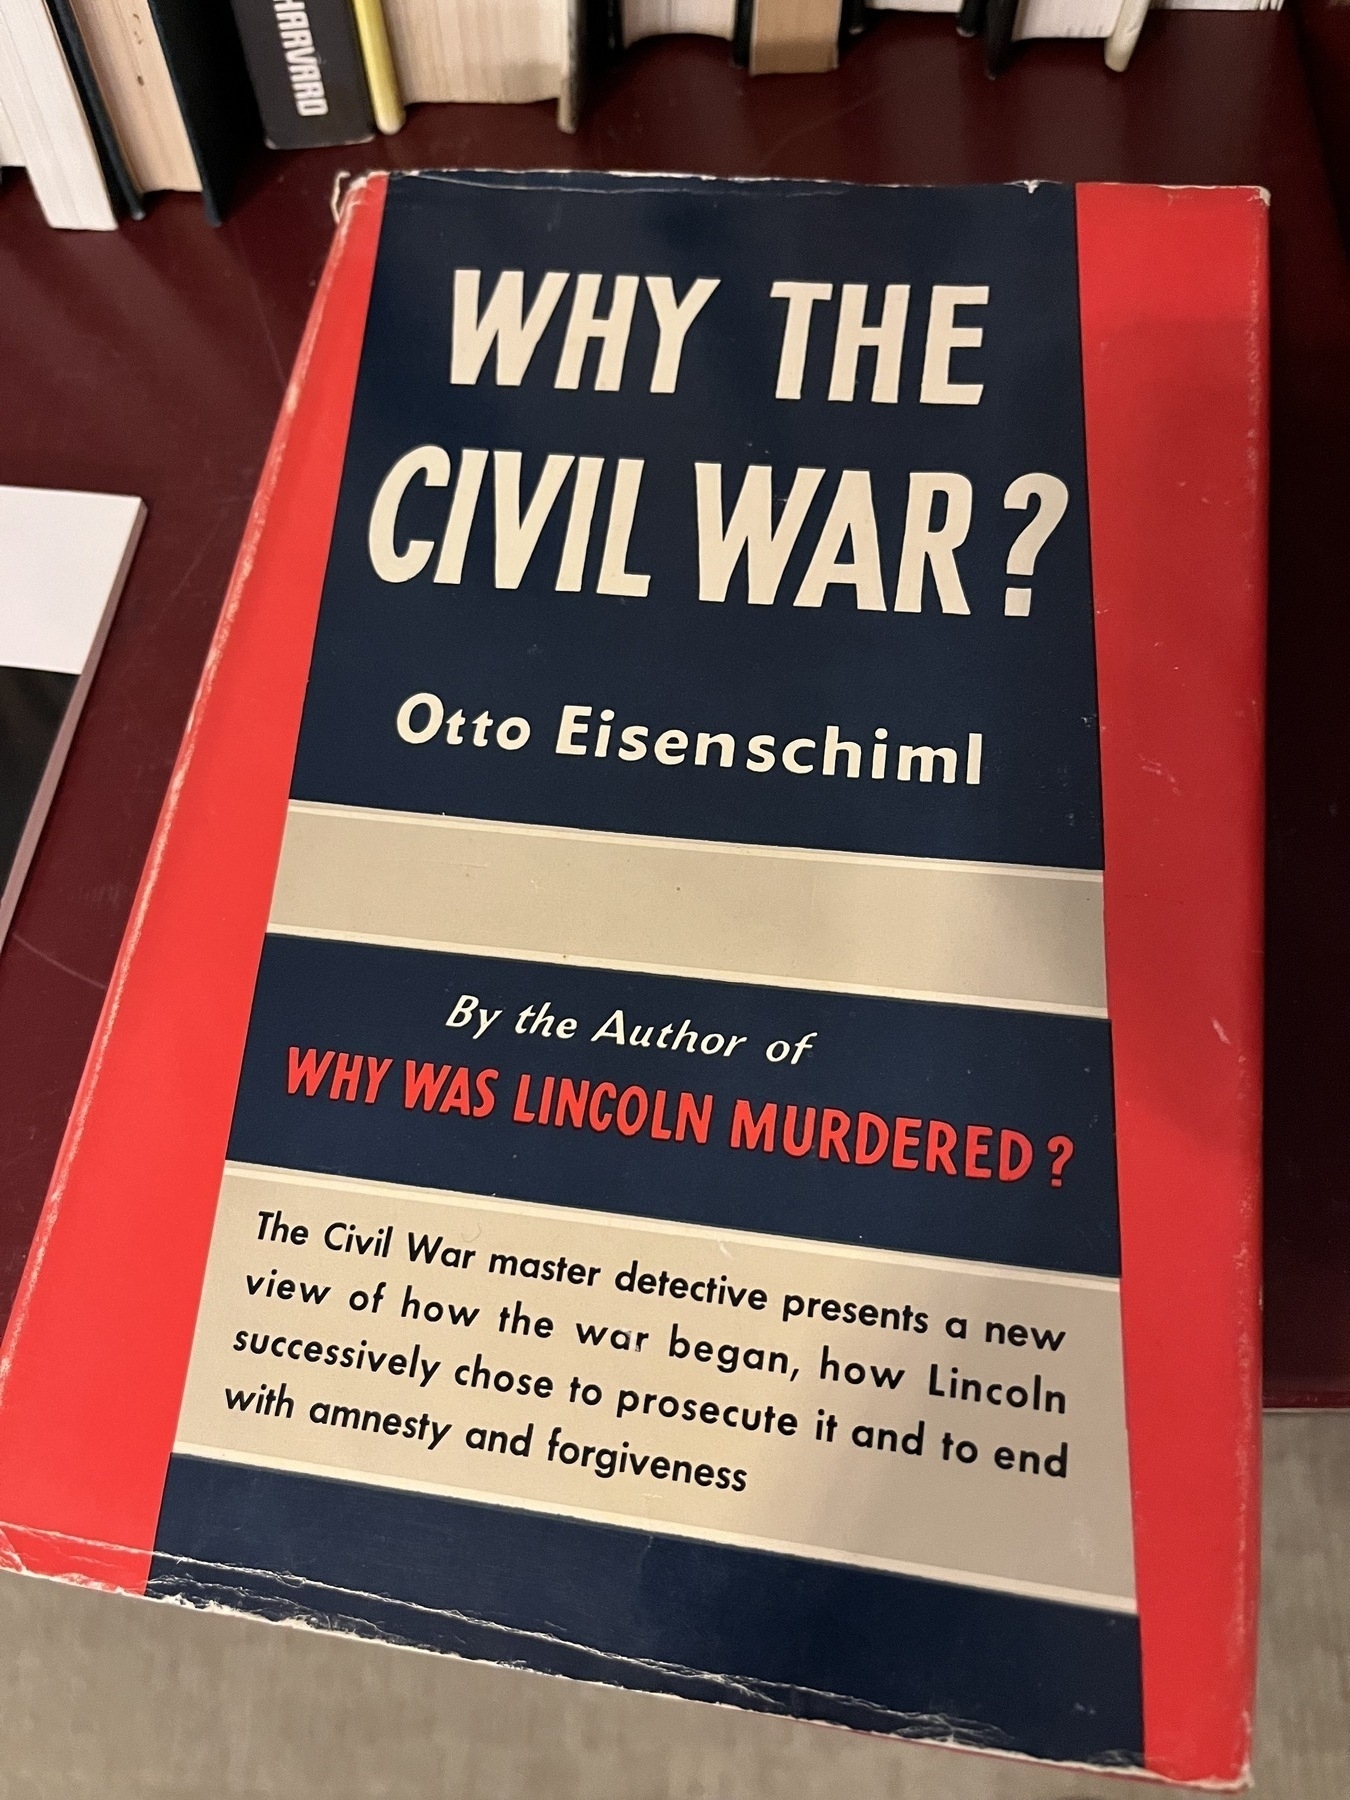 HARVARD
WHY THE
CIVIL WAR?
Otto Eisenschiml
By the Author of
WHY WAS LINCOLN MURDERED?
The Civil War master detective presents a new
view of how the war began, how Lincoln
successively chose to prosecute it and to end
with amnesty and forgiveness